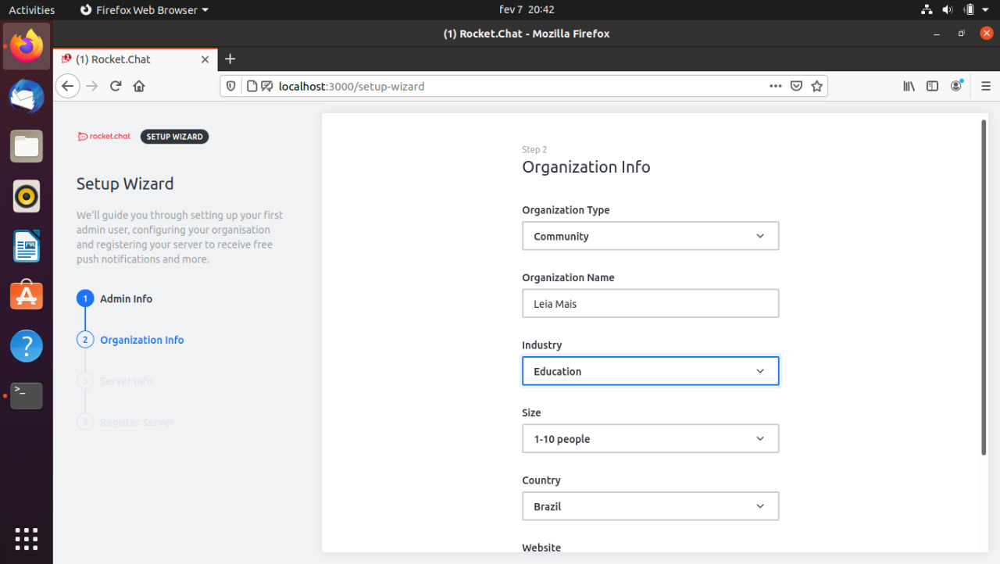 Activities
Firefox Web Browser
fev 7 20:42
(1) Rocket.Chat - Mozilla Firefox
(1) Rocket.Chat
localhost:3000/setup-wizard
rocket.chat
SETUP WIZARD
Setup Wizard
We'll guide you through setting up your first
admin user, configuring your organisation
and registering your server to receive free
push notifications and more.
1 Admin Info
2 Organization Info
3 Server Info
4 Register Server
Step 2
Organization Info
Organization Type
Community
Organization Name
Leia Mais
Industry
Education
Size
1-10 people
Country
Brazil
Website